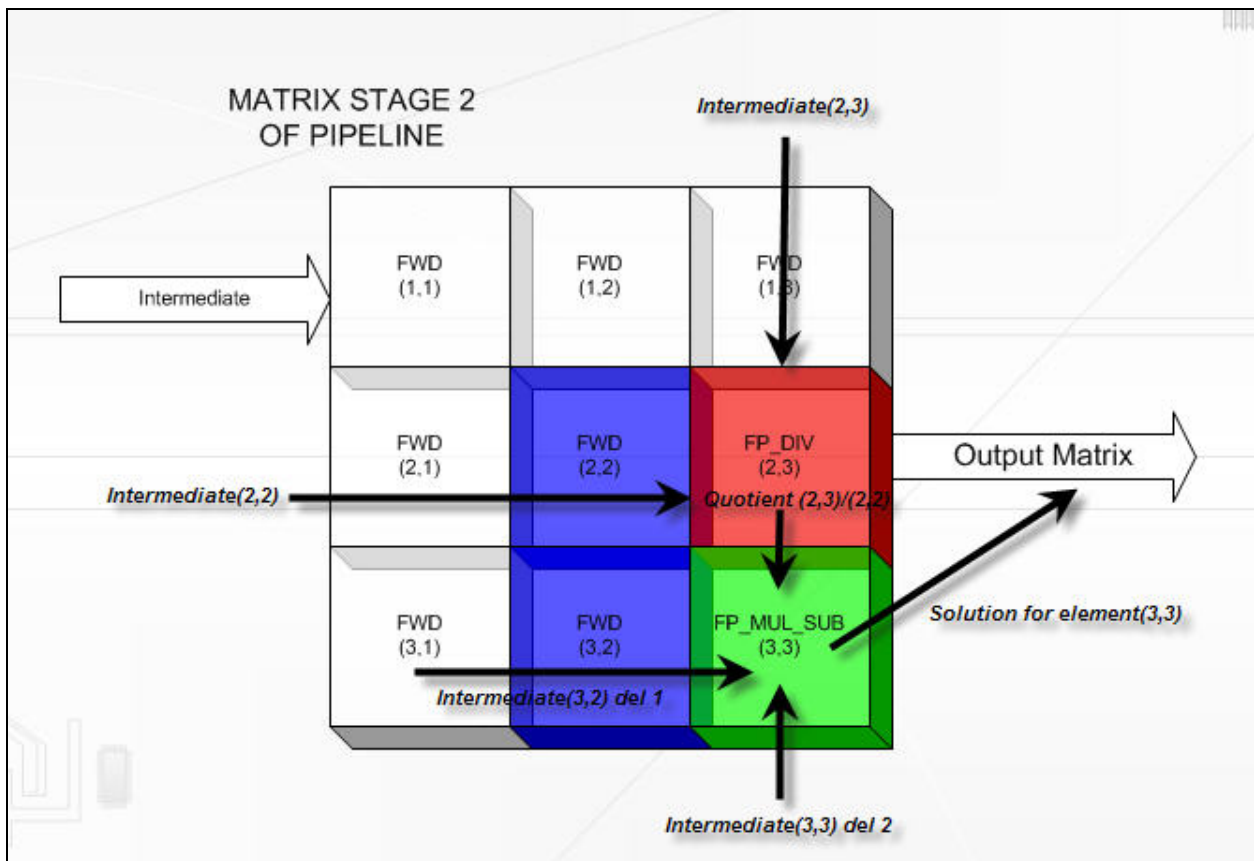 MATRIX STAGE 2
OF PIPELINE
Intermediate(2,3)
FWD
(1,1)
FWD
(1,2)
FWD
(1,3)
Intermediate
FWD
(2,1)
FWD
(2,2)
FP_DIV
(2,3)
Output Matrix
Intermediate(2,2)
Quotient (2,3)/(2,2)
FWD
(3,1)
FWD
(3,2)
FP_MUL_SUB
(3,3)
Solution for element(3,3)
Intermediate(3,2) del 1
Intermediate(3,3) del 2